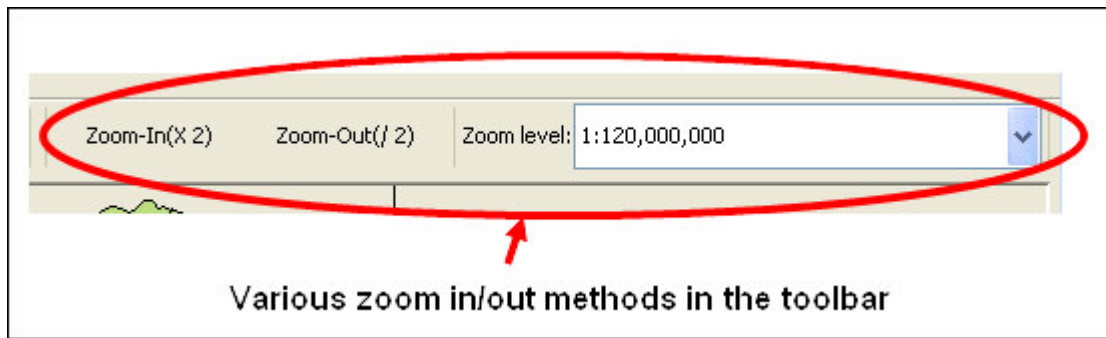 Zoom-In(X 2) Zoom-Out(/ 2) Zoom level: 1:120,000,000
Various zoom in/out methods in the toolbar